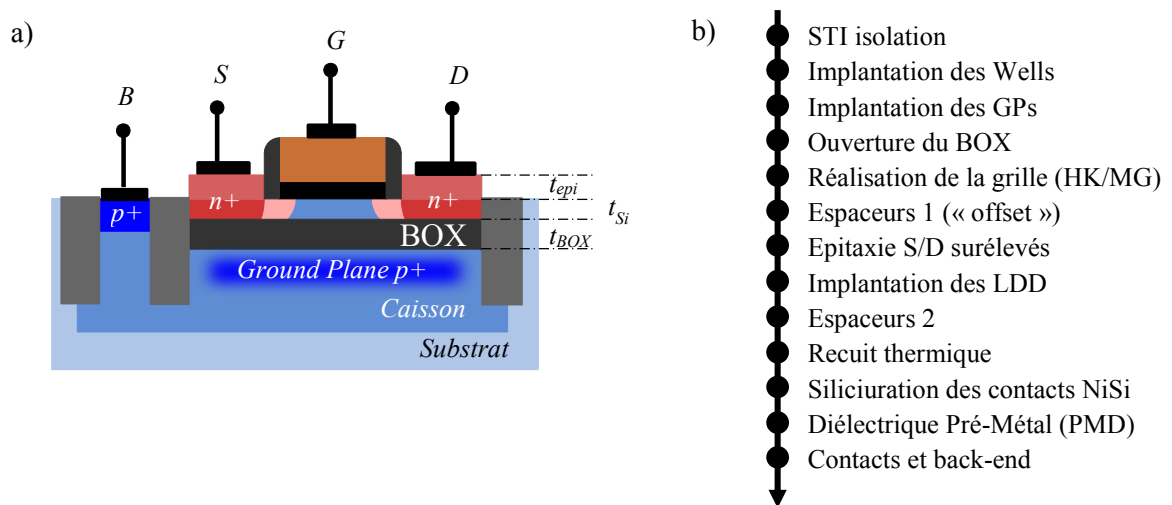 a)
B
S
G
D
p+
n+
n+
t_epi
t_Si
BOX
t_BOX
Ground Plane p+
Caisson
Substrat
b)
STI isolation
Implantation des Wells
Implantation des GPs
Ouverture du BOX
Réalisation de la grille (HK/MG)
Espaceurs 1 (« offset »)
Epitaxie S/D surélevés
Implantation des LDD
Espaceurs 2
Recuit thermique
Siliciuration des contacts NiSi
Diélectrique Pré-Métal (PMD)
Contacts et back-end